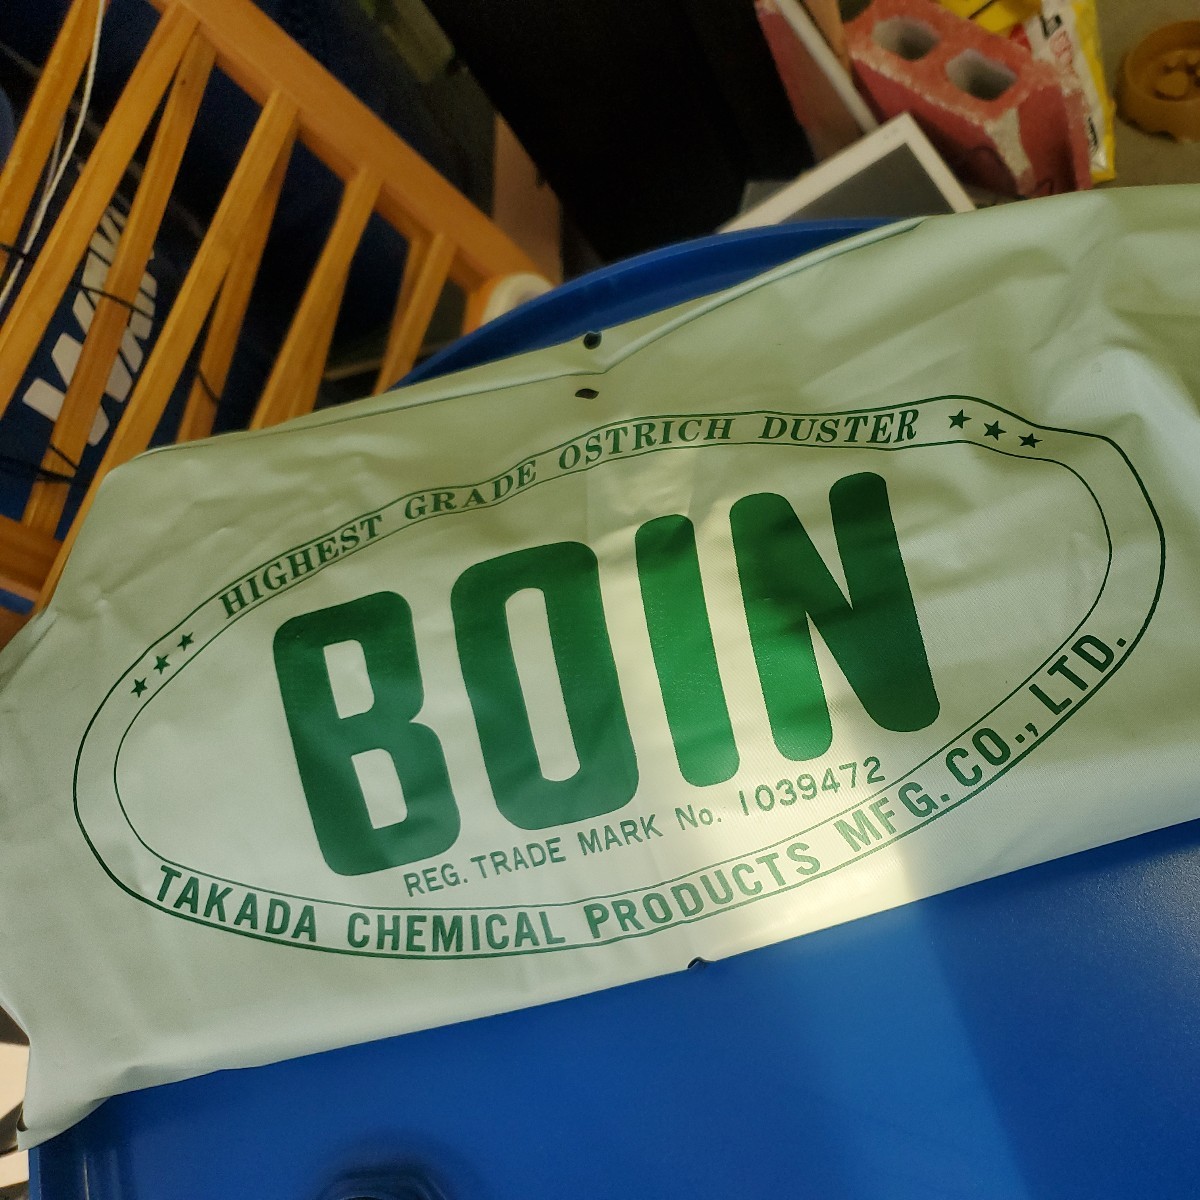 ★★★ HIGHEST GRADE OSTRICH DUSTER ★★★
BOIN
REG. TRADE MARK No. 1039472
TAKADA CHEMICAL PRODUCTS MFG. CO., LTD.